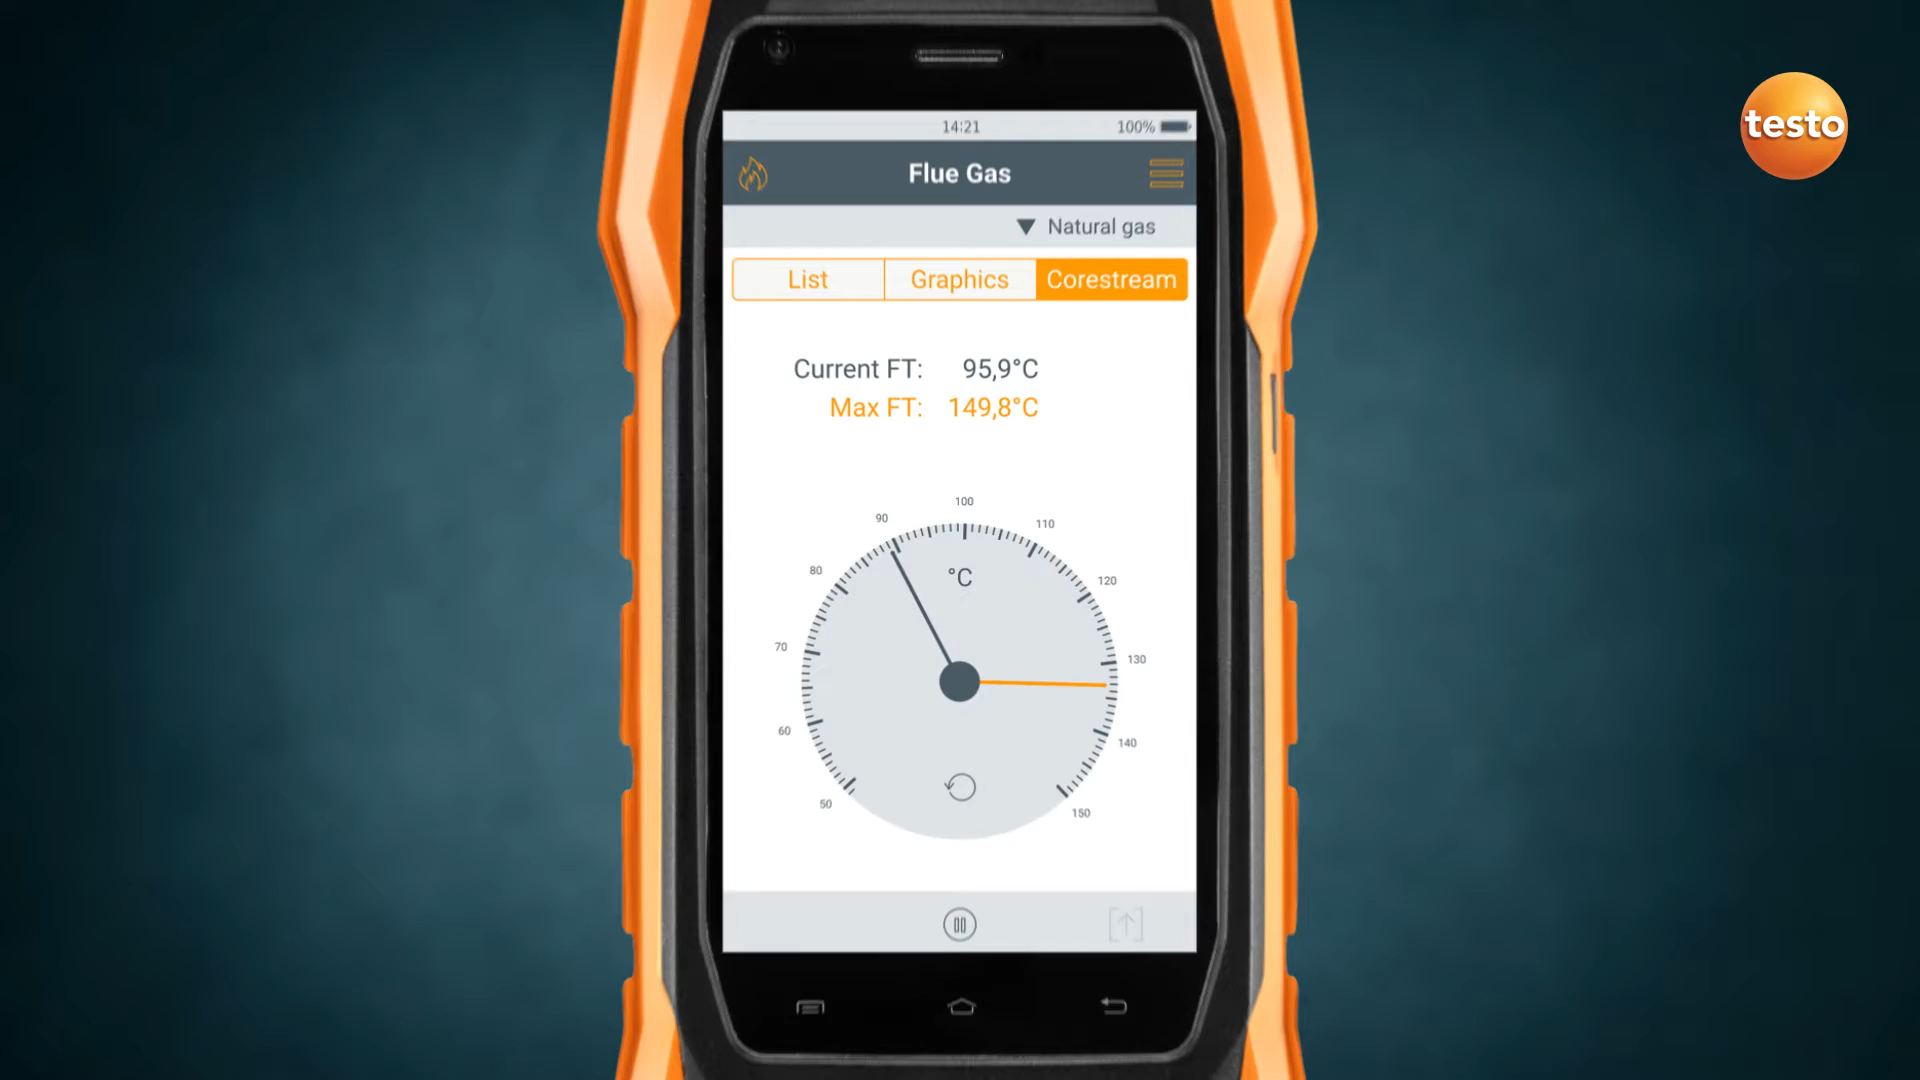 14:21 100%
testo
Flue Gas
Natural gas
List Graphics Corestream
Current FT: 95,9°C
Max FT: 149,8°C
100
90 110
°C
80 120
70 130
60 140
50 150